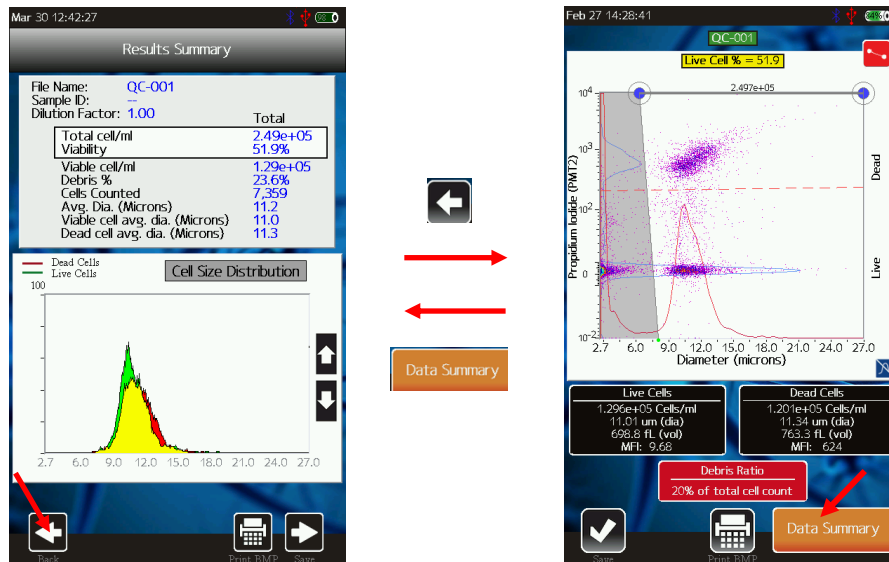 Mar 30 12:42:27
Results Summary
File Name: QC-001
Sample ID: --
Dilution Factor: 1.00
Total
Total cell/ml 2.49e+05
Viability 51.9%
Viable cell/ml 1.29e+05
Debris % 23.6%
Cells Counted 7,359
Avg. Dia. (Microns) 11.2
Viable cell avg. dia. (Microns) 11.0
Dead cell avg. dia. (Microns) 11.3
Dead Cells
Live Cells
Cell Size Distribution
100
2.7 6.0 9.0 12.0 15.0 18.0 21.0 24.0 27.0
Back
Print BMP
Save
Data Summary
Feb 27 14:28:41
84%
QC-001
Live Cell % = 51.9
2.497e+05
10^4
10^3
10^2
0
10^-2
Propidium Iodide (PMT2)
Dead
Live
2.7 6.0 9.0 12.0 15.0 18.0 21.0 24.0 27.0
Diameter (microns)
Live Cells
1.296e+05 Cells/ml
11.01 um (dia)
698.8 fL (vol)
MFI: 9.68
Dead Cells
1.201e+05 Cells/ml
11.34 um (dia)
763.3 fL (vol)
MFI: 624
Debris Ratio
20% of total cell count
Save
Print BMP
Data Summary